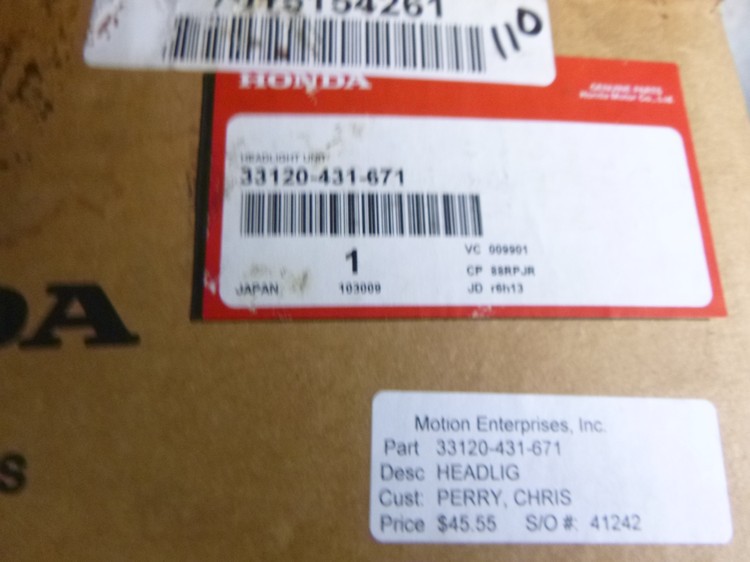 110
HONDA
GENUINE PARTS
Honda Motor Co., Ltd.
HEADLIGHT UNIT
33120-431-671
1
VC 009901
CP 88RPJR
JAPAN 103009 JD r6h13
DA
S
Motion Enterprises, Inc.
Part 33120-431-671
Desc HEADLIG
Cust: PERRY, CHRIS
Price $45.55 S/O #: 41242